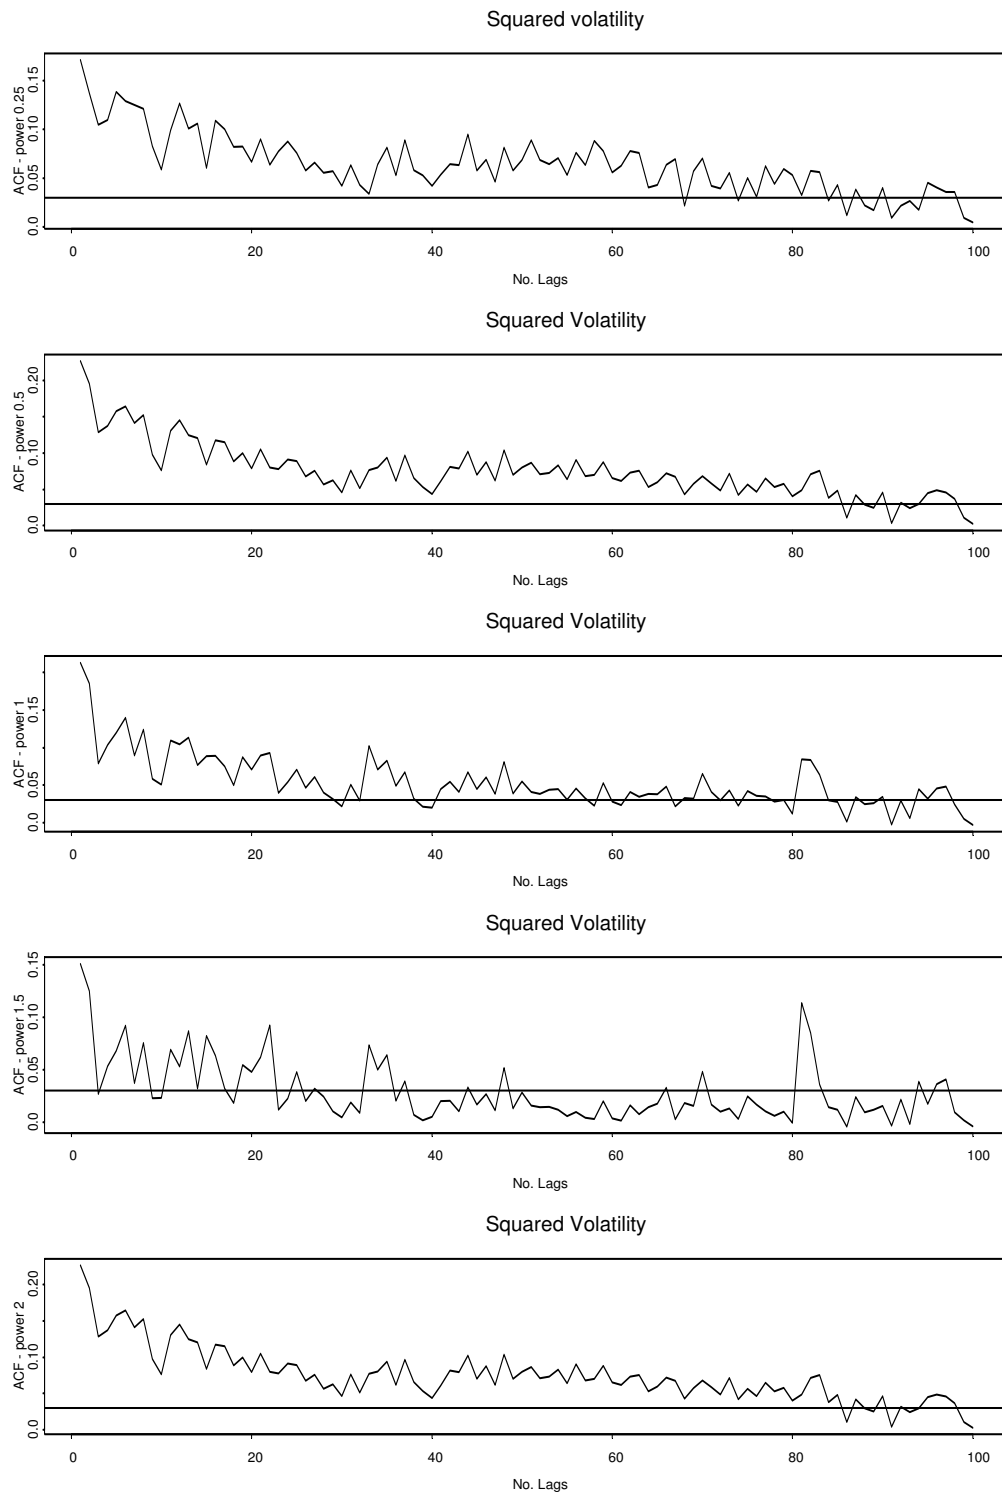 Squared volatility
ACF - power 0.25
0.15
0.10
0.05
0.0
0 20 40 60 80 100
No. Lags
Squared Volatility
ACF - power 0.5
0.20
0.10
0.0
0 20 40 60 80 100
No. Lags
Squared Volatility
ACF - power 1
0.15
0.05
0.0
0 20 40 60 80 100
No. Lags
Squared Volatility
ACF - power 1.5
0.15
0.10
0.05
0.0
0 20 40 60 80 100
No. Lags
Squared Volatility
ACF - power 2
0.20
0.10
0.0
0 20 40 60 80 100
No. Lags